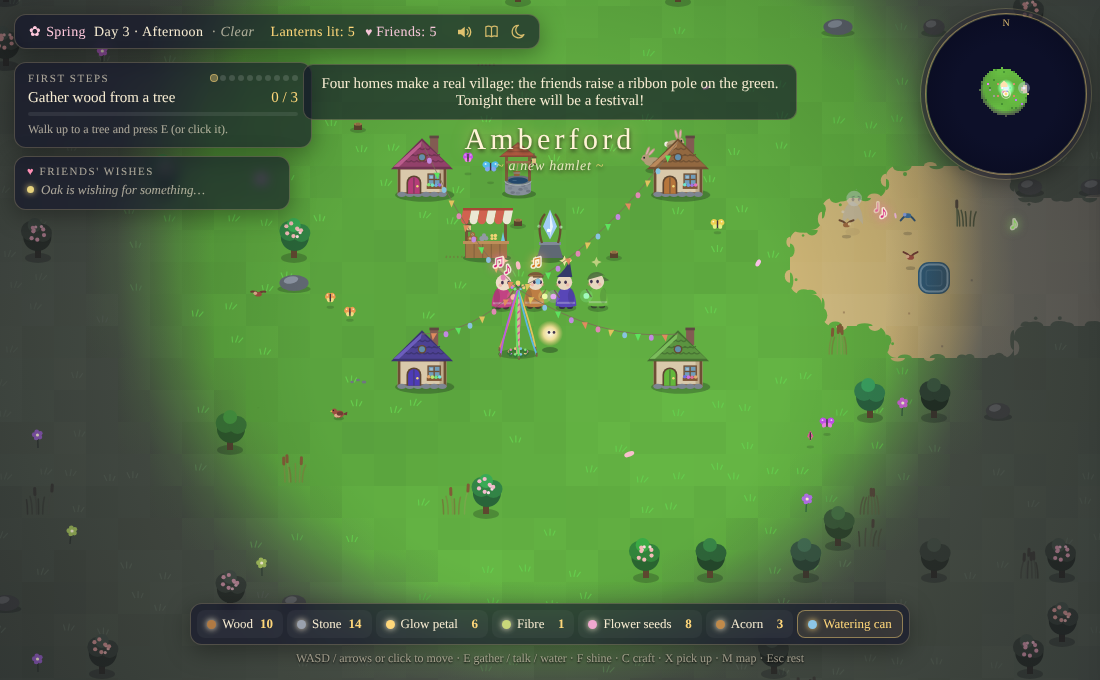 ✿ Spring Day 3 · Afternoon · Clear Lanterns lit: 5 ♥ Friends: 5
N
FIRST STEPS
Gather wood from a tree 0 / 3
Walk up to a tree and press E (or click it).
Four homes make a real village: the friends raise a ribbon pole on the green.
Tonight there will be a festival!
Amberford
~ a new hamlet ~
♥ FRIENDS' WISHES
Oak is wishing for something…
Wood 10 Stone 14 Glow petal 6 Fibre 1 Flower seeds 8 Acorn 3 Watering can
WASD / arrows or click to move · E gather / talk / water · F shine · C craft · X pick up · M map · Esc rest